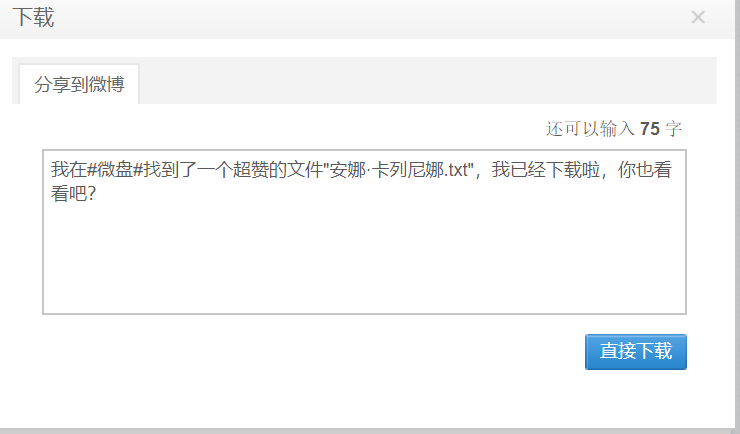 下载
分享到微博
还可以输入 75 字
我在#微盘#找到了一个超赞的文件"安娜·卡列尼娜.txt"，我已经下载啦，你也看
看吧?
直接下载